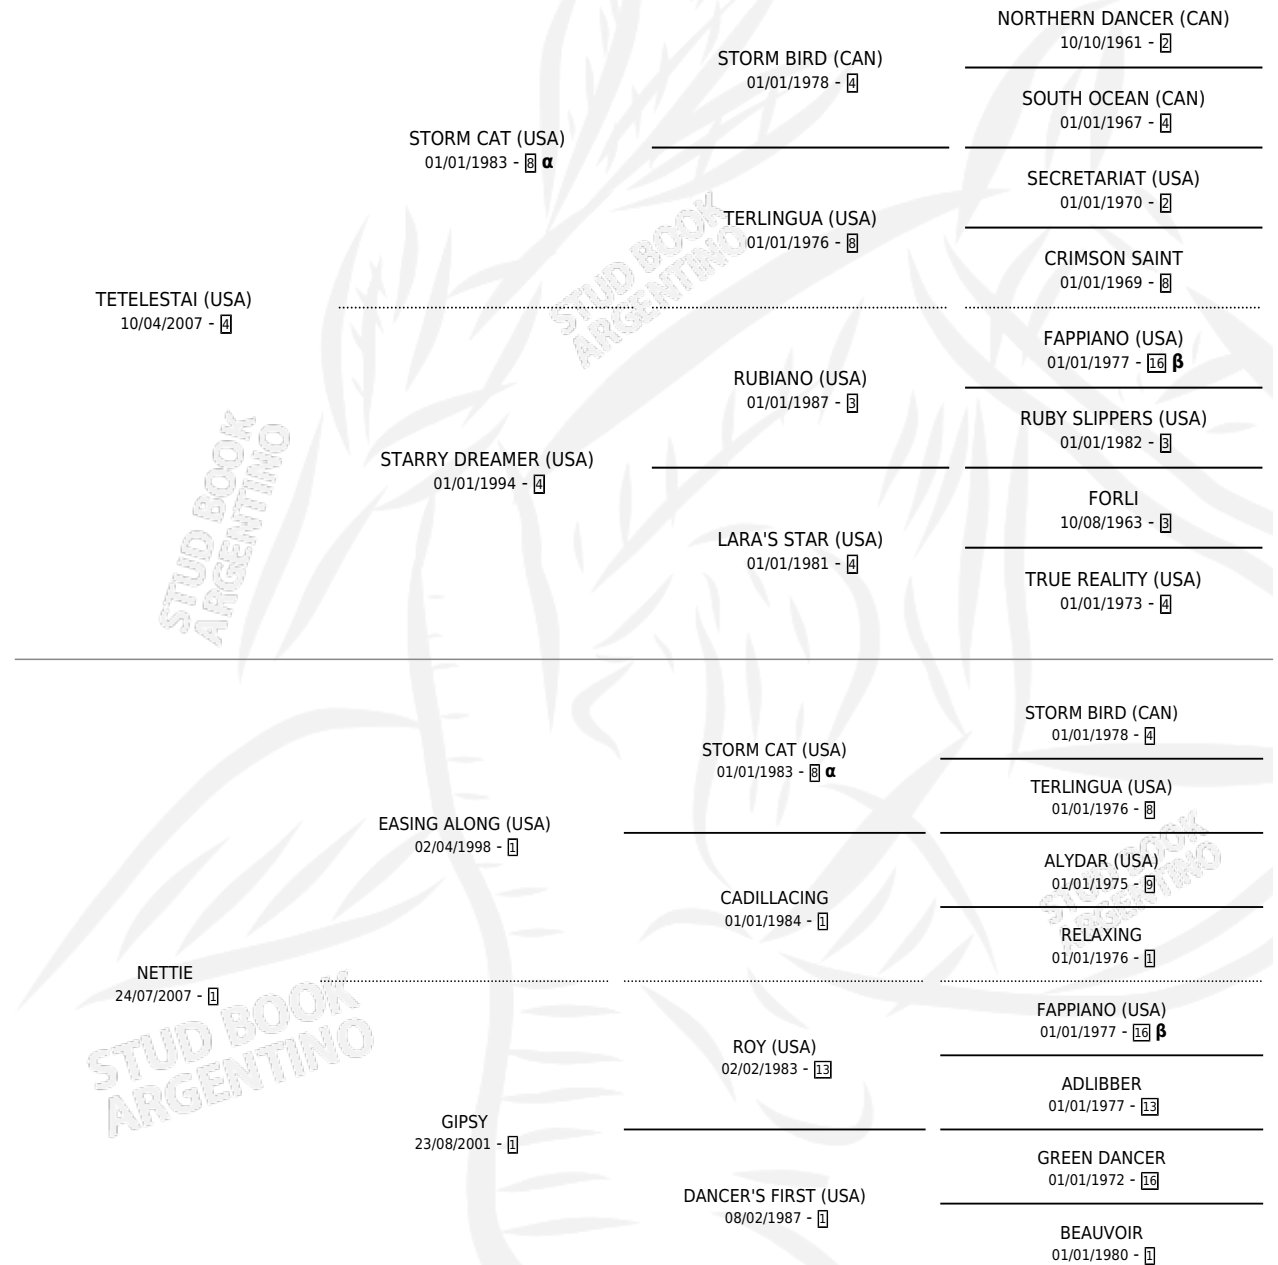 NORTHERN DANCER (CAN)
10/10/1961 - 2
STORM BIRD (CAN)
01/01/1978 - 4
SOUTH OCEAN (CAN)
01/01/1967 - 4
STORM CAT (USA)
01/01/1983 - 8 α
SECRETARIAT (USA)
01/01/1970 - 2
TERLINGUA (USA)
01/01/1976 - 8
CRIMSON SAINT
01/01/1969 - 8
TETELESTAI (USA)
10/04/2007 - 4
FAPPIANO (USA)
01/01/1977 - 16 β
RUBIANO (USA)
01/01/1987 - 3
RUBY SLIPPERS (USA)
01/01/1982 - 3
STARRY DREAMER (USA)
01/01/1994 - 4
FORLI
10/08/1963 - 3
LARA'S STAR (USA)
01/01/1981 - 4
TRUE REALITY (USA)
01/01/1973 - 4
STORM BIRD (CAN)
01/01/1978 - 4
STORM CAT (USA)
01/01/1983 - 8 α
TERLINGUA (USA)
01/01/1976 - 8
EASING ALONG (USA)
02/04/1998 - 1
ALYDAR (USA)
01/01/1975 - 9
CADILLACING
01/01/1984 - 1
RELAXING
01/01/1976 - 1
NETTIE
24/07/2007 - 1
FAPPIANO (USA)
01/01/1977 - 16 β
ROY (USA)
02/02/1983 - 13
ADLIBBER
01/01/1977 - 13
GIPSY
23/08/2001 - 1
GREEN DANCER
01/01/1972 - 16
DANCER'S FIRST (USA)
08/02/1987 - 1
BEAUVOIR
01/01/1980 - 1
STUD BOOK
ARGENTINO
STUD BOOK
ARGENTINO
STUD BOOK
ARGENTINO
STUD BOOK
ARGENTINO